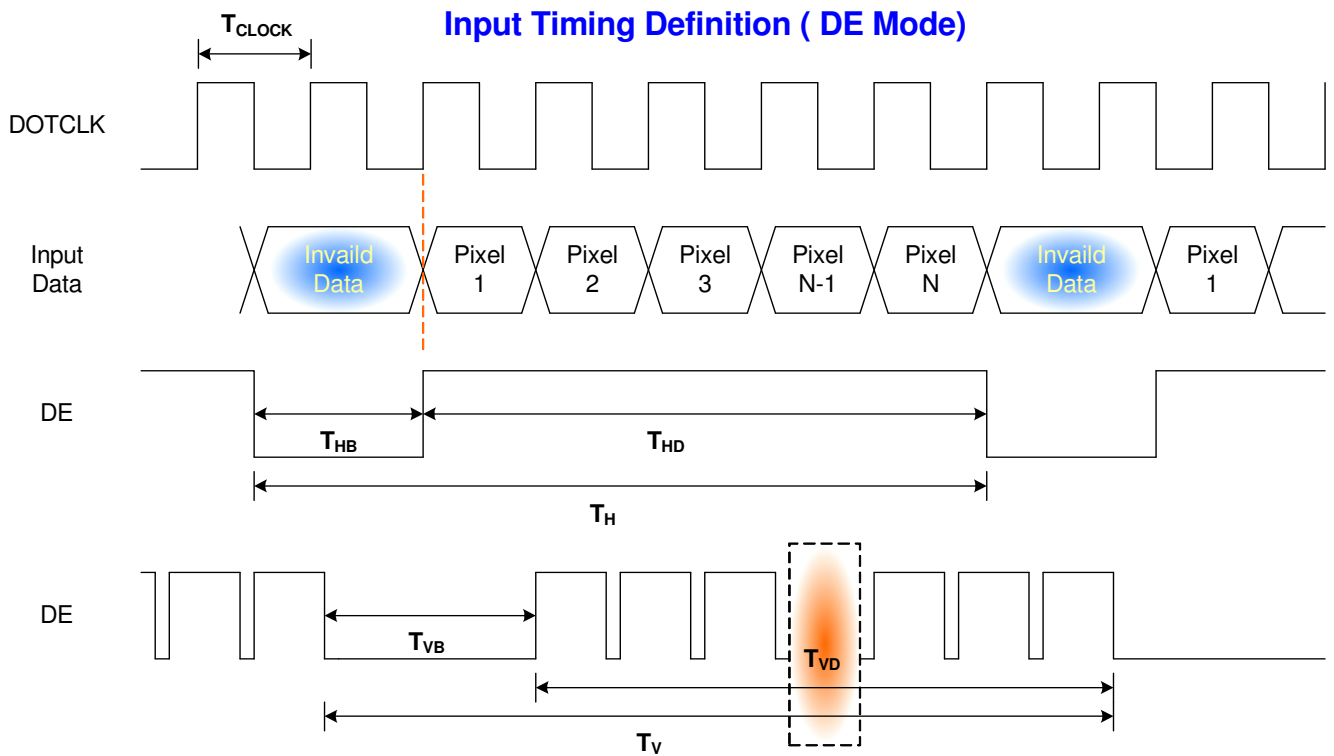 Input Timing Definition ( DE Mode)
TCLOCK
DOTCLK
Input
Data
Invaild
Data
Pixel
1
Pixel
2
Pixel
3
Pixel
N-1
Pixel
N
Invaild
Data
Pixel
1
DE
THB
THD
TH
DE
TVB
TVD
TV